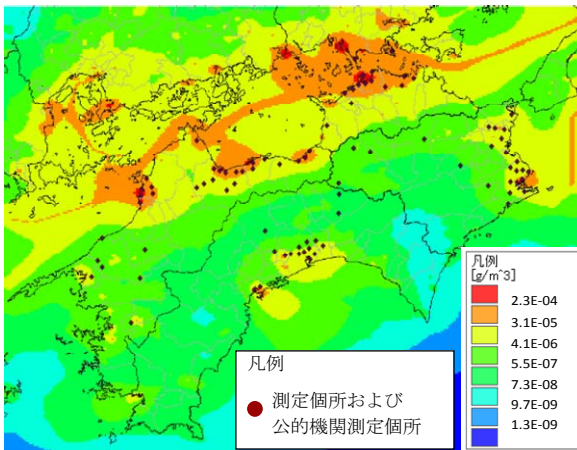 凡例
[g/m^3]
2.3E-04
3.1E-05
4.1E-06
5.5E-07
7.3E-08
9.7E-09
1.3E-09
凡例
測定個所および
公的機関測定個所